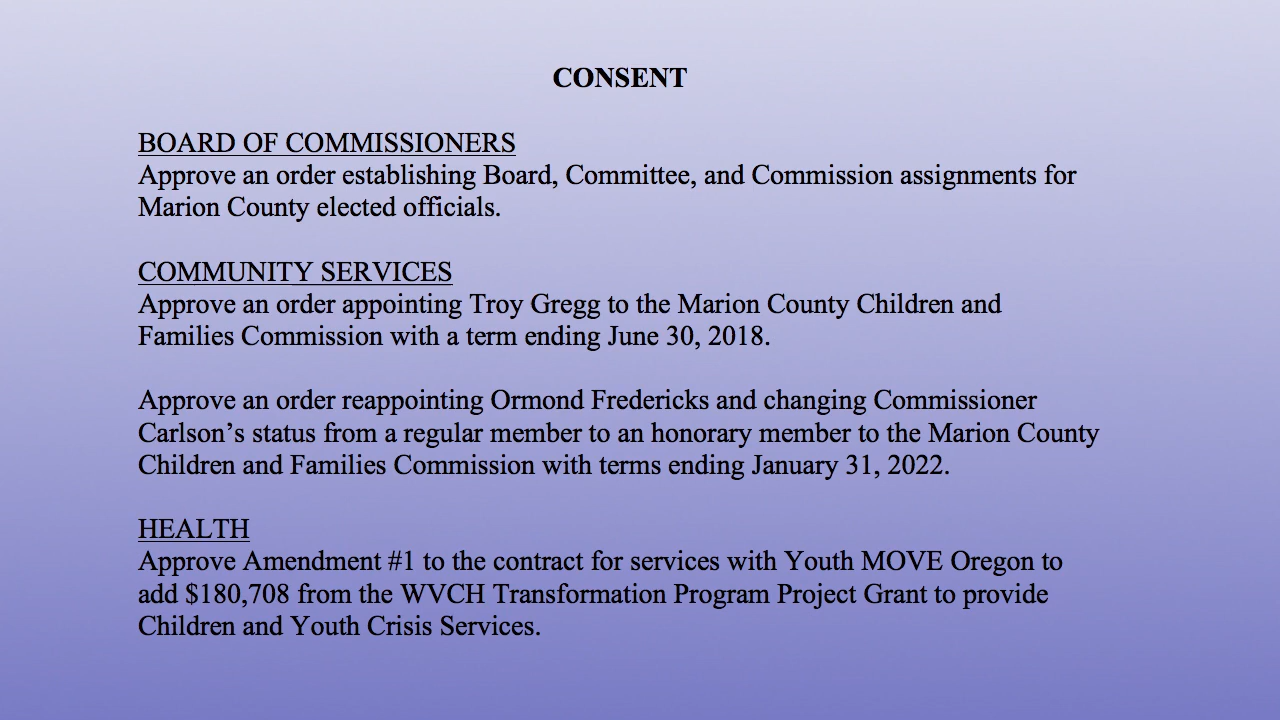 CONSENT
BOARD OF COMMISSIONERS
Approve an order establishing Board, Committee, and Commission assignments for
Marion County elected officials.
COMMUNITY SERVICES
Approve an order appointing Troy Gregg to the Marion County Children and
Families Commission with a term ending June 30, 2018.
Approve an order reappointing Ormond Fredericks and changing Commissioner
Carlson’s status from a regular member to an honorary member to the Marion County
Children and Families Commission with terms ending January 31, 2022.
HEALTH
Approve Amendment #1 to the contract for services with Youth MOVE Oregon to
add $180,708 from the WVCH Transformation Program Project Grant to provide
Children and Youth Crisis Services.